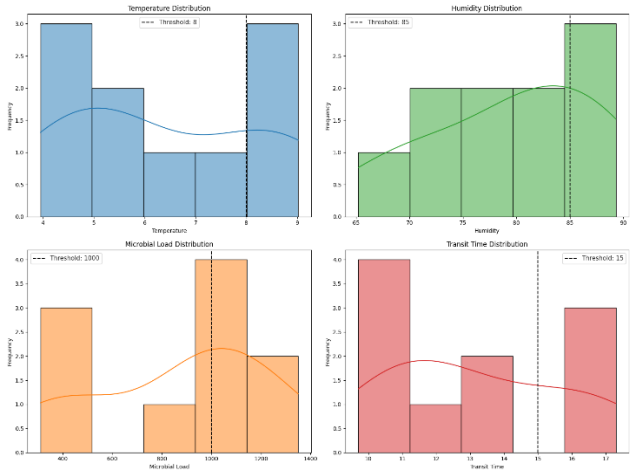 Temperature Distribution
Threshold: 8
Frequency
3.0
2.5
2.0
1.5
1.0
0.5
0.0
4 5 6 7 8 9
Temperature
Humidity Distribution
Threshold: 85
Frequency
3.0
2.5
2.0
1.5
1.0
0.5
0.0
65 70 75 80 85 90
Humidity
Microbial Load Distribution
Threshold: 1000
Frequency
4.0
3.5
3.0
2.5
2.0
1.5
1.0
0.5
0.0
400 600 800 1000 1200 1400
Microbial Load
Transit Time Distribution
Threshold: 15
Frequency
4.0
3.5
3.0
2.5
2.0
1.5
1.0
0.5
0.0
10 11 12 13 14 15 16 17
Transit Time